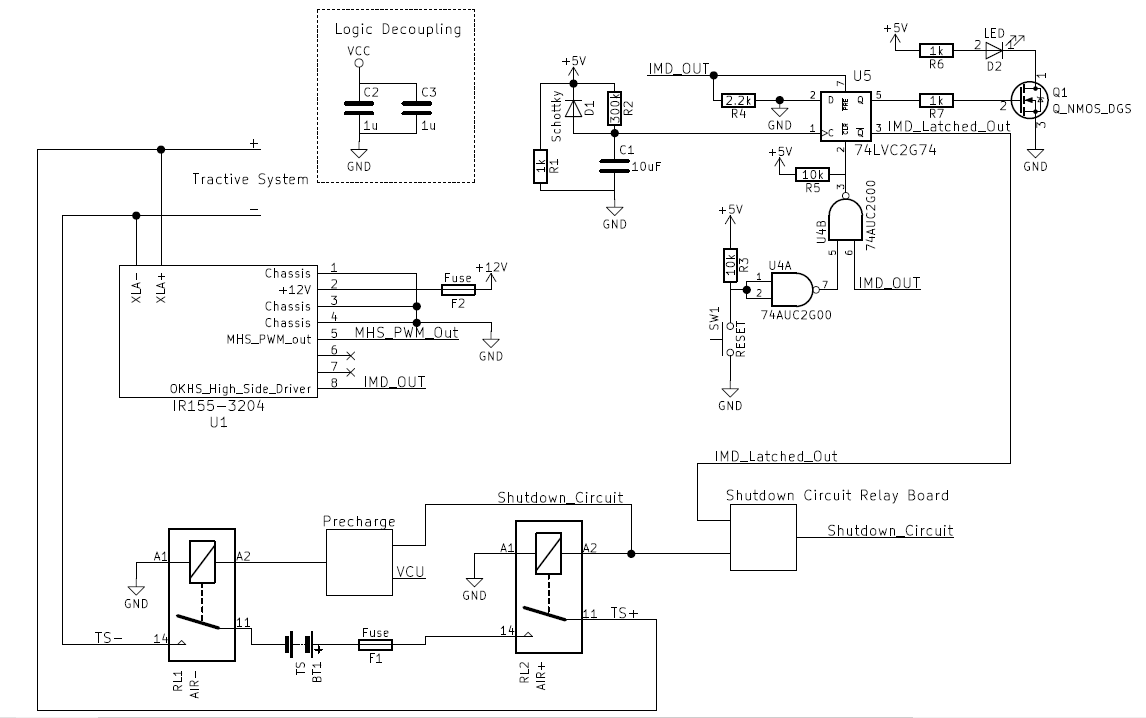 Logic Decoupling
VCC
C2
C3
1u
1u
GND
+
Tractive System
-
XLA-
XLA+
Chassis 1
+12V 2
Chassis 3
Chassis 4
MHS_PWM_out 5
6
7
OKHS_High_Side_Driver 8
MHS_PWM_Out
IMD_OUT
Fuse
F2
+12V
GND
IR155-3204
U1
+5V
Schottky
D1
300k
R2
1k
R1
C1
10uF
GND
IMD_OUT
2.2k
R4
GND
U5
7
2 D PRE Q 5
1 C CLR Q 3
2
74LVC2G74
+5V
1k
R6
LED
2 1
D2
1k
R7
1
2
3
Q1
Q_NMOS_DGS
GND
IMD_Latched_Out
+5V
10k
R5
3
U4B
74AUC2G00
5
6
IMD_OUT
+5V
10k
R3
U4A
1
2
7
74AUC2G00
SW1
RESET
GND
IMD_Latched_Out
Shutdown Circuit Relay Board
Shutdown_Circuit
Shutdown_Circuit
Precharge
VCU
A1
A2
GND
11
14
TS-
RL1
AIR-
TS
BT1
Fuse
F1
A1
A2
GND
11
TS+
14
RL2
AIR+